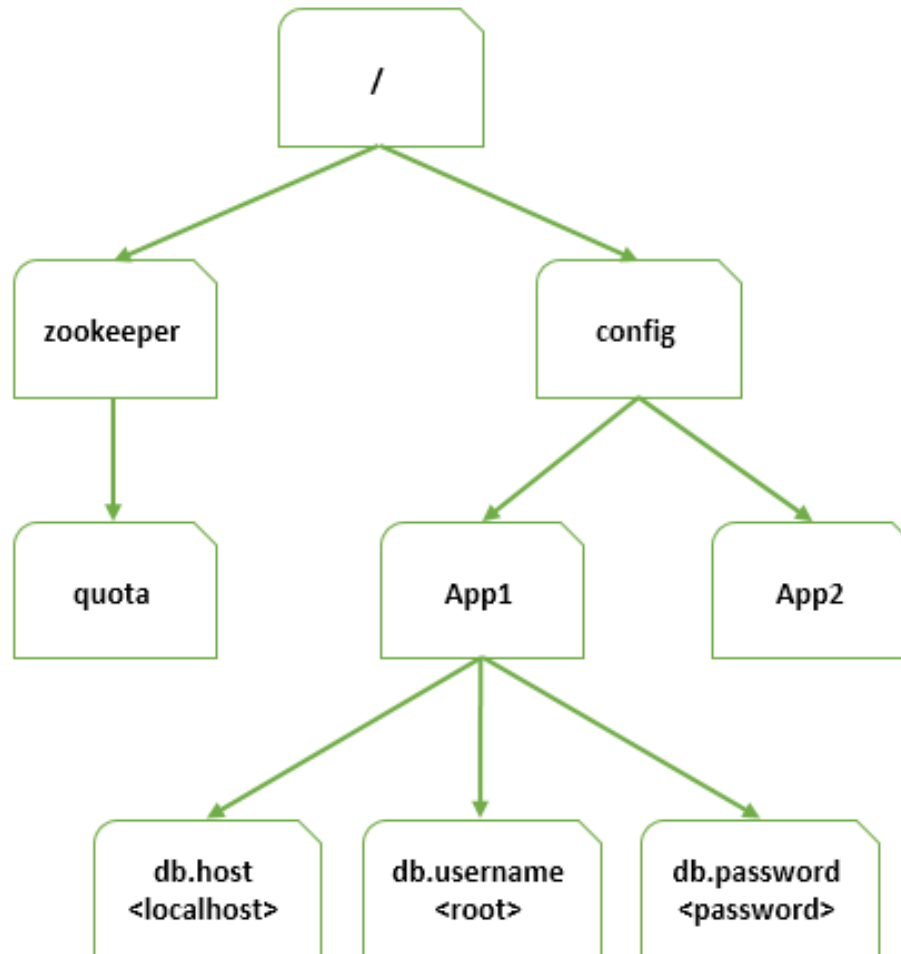 /
zookeeper
config
quota
App1
App2
db.host
<localhost>
db.username
<root>
db.password
<password>